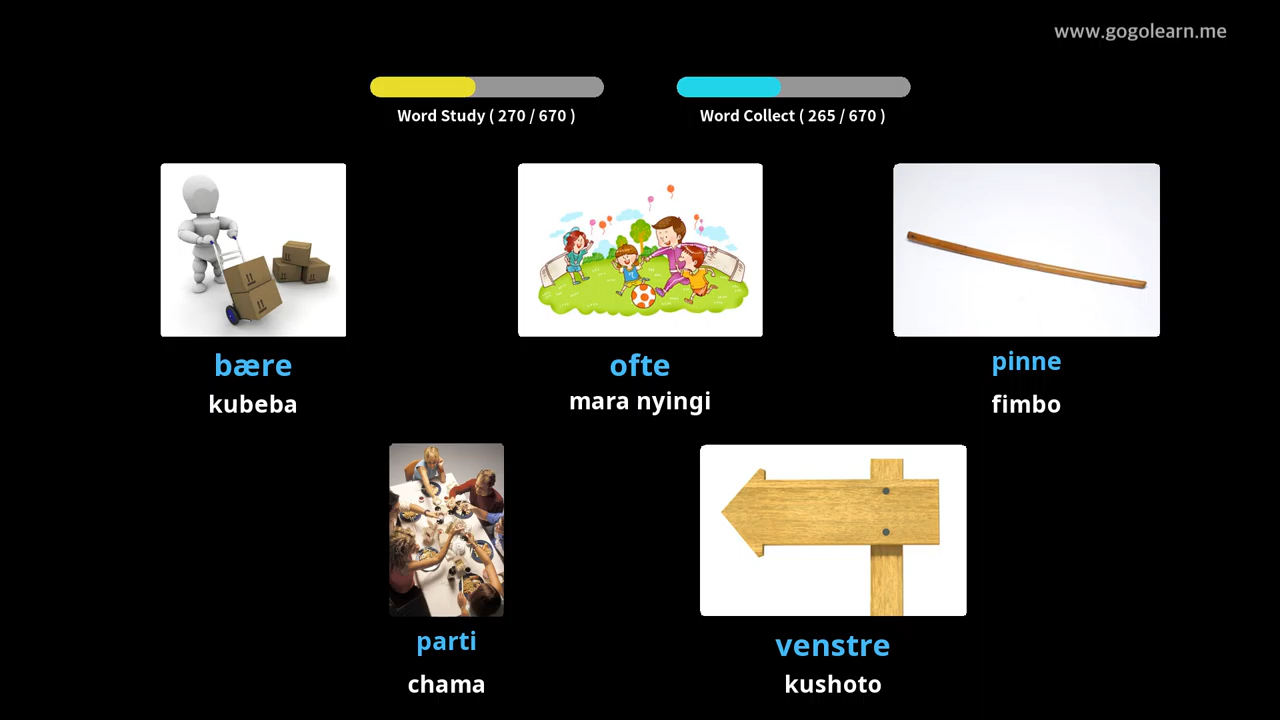 www.gogolearn.me
Word Study ( 270 / 670 )
Word Collect ( 265 / 670 )
bære
kubeba
ofte
mara nyingi
pinne
fimbo
parti
chama
venstre
kushoto